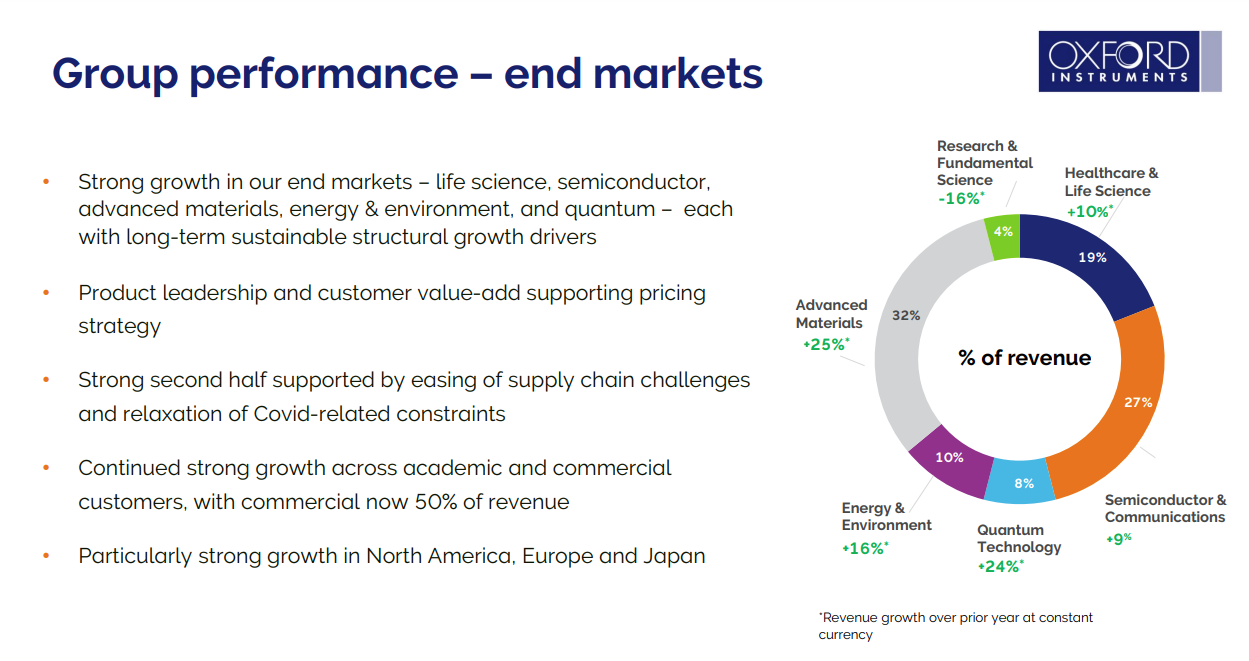 Group performance – end markets
OXFORD
INSTRUMENTS
• Strong growth in our end markets – life science, semiconductor,
advanced materials, energy & environment, and quantum – each
with long-term sustainable structural growth drivers
• Product leadership and customer value-add supporting pricing
strategy
• Strong second half supported by easing of supply chain challenges
and relaxation of Covid-related constraints
• Continued strong growth across academic and commercial
customers, with commercial now 50% of revenue
• Particularly strong growth in North America, Europe and Japan
Research &
Fundamental
Science
-16%*
Healthcare &
Life Science
+10%*
4%
19%
Advanced
Materials
+25%*
32%
% of revenue
27%
10%
8%
Energy &
Environment
+16%*
Quantum
Technology
+24%*
Semiconductor &
Communications
+9%
*Revenue growth over prior year at constant
currency